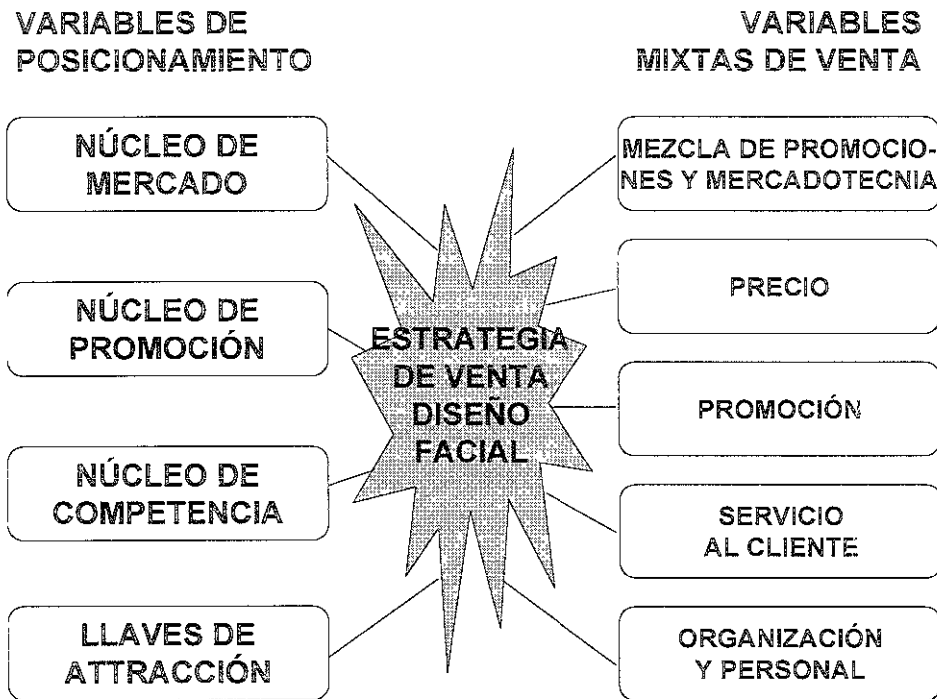 VARIABLES DE
POSICIONAMIENTO
VARIABLES
MIXTAS DE VENTA
NÚCLEO DE
MERCADO
NÚCLEO DE
PROMOCIÓN
NÚCLEO DE
COMPETENCIA
LLAVES DE
ATTRACCIÓN
ESTRATEGIA
DE VENTA
DISEÑO
FACIAL
MEZCLA DE PROMOCIO-
NES Y MERCADOTECNIA
PRECIO
PROMOCIÓN
SERVICIO
AL CLIENTE
ORGANIZACIÓN
Y PERSONAL